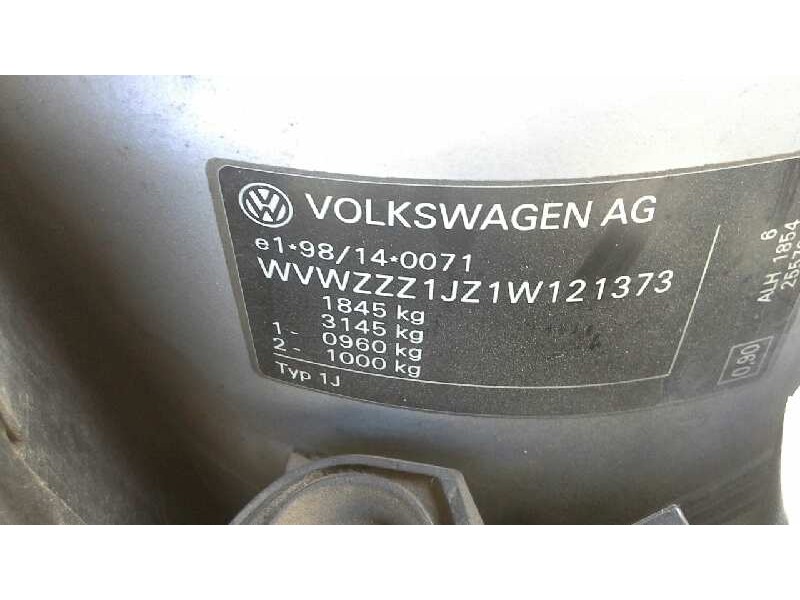 VOLKSWAGEN AG
e1*98/14*0071
WVWZZZ1JZ1W121373
1845 kg
3145 kg
1- 0960 kg
2- 1000 kg
Typ 1J
6
ALH 1854
0,90